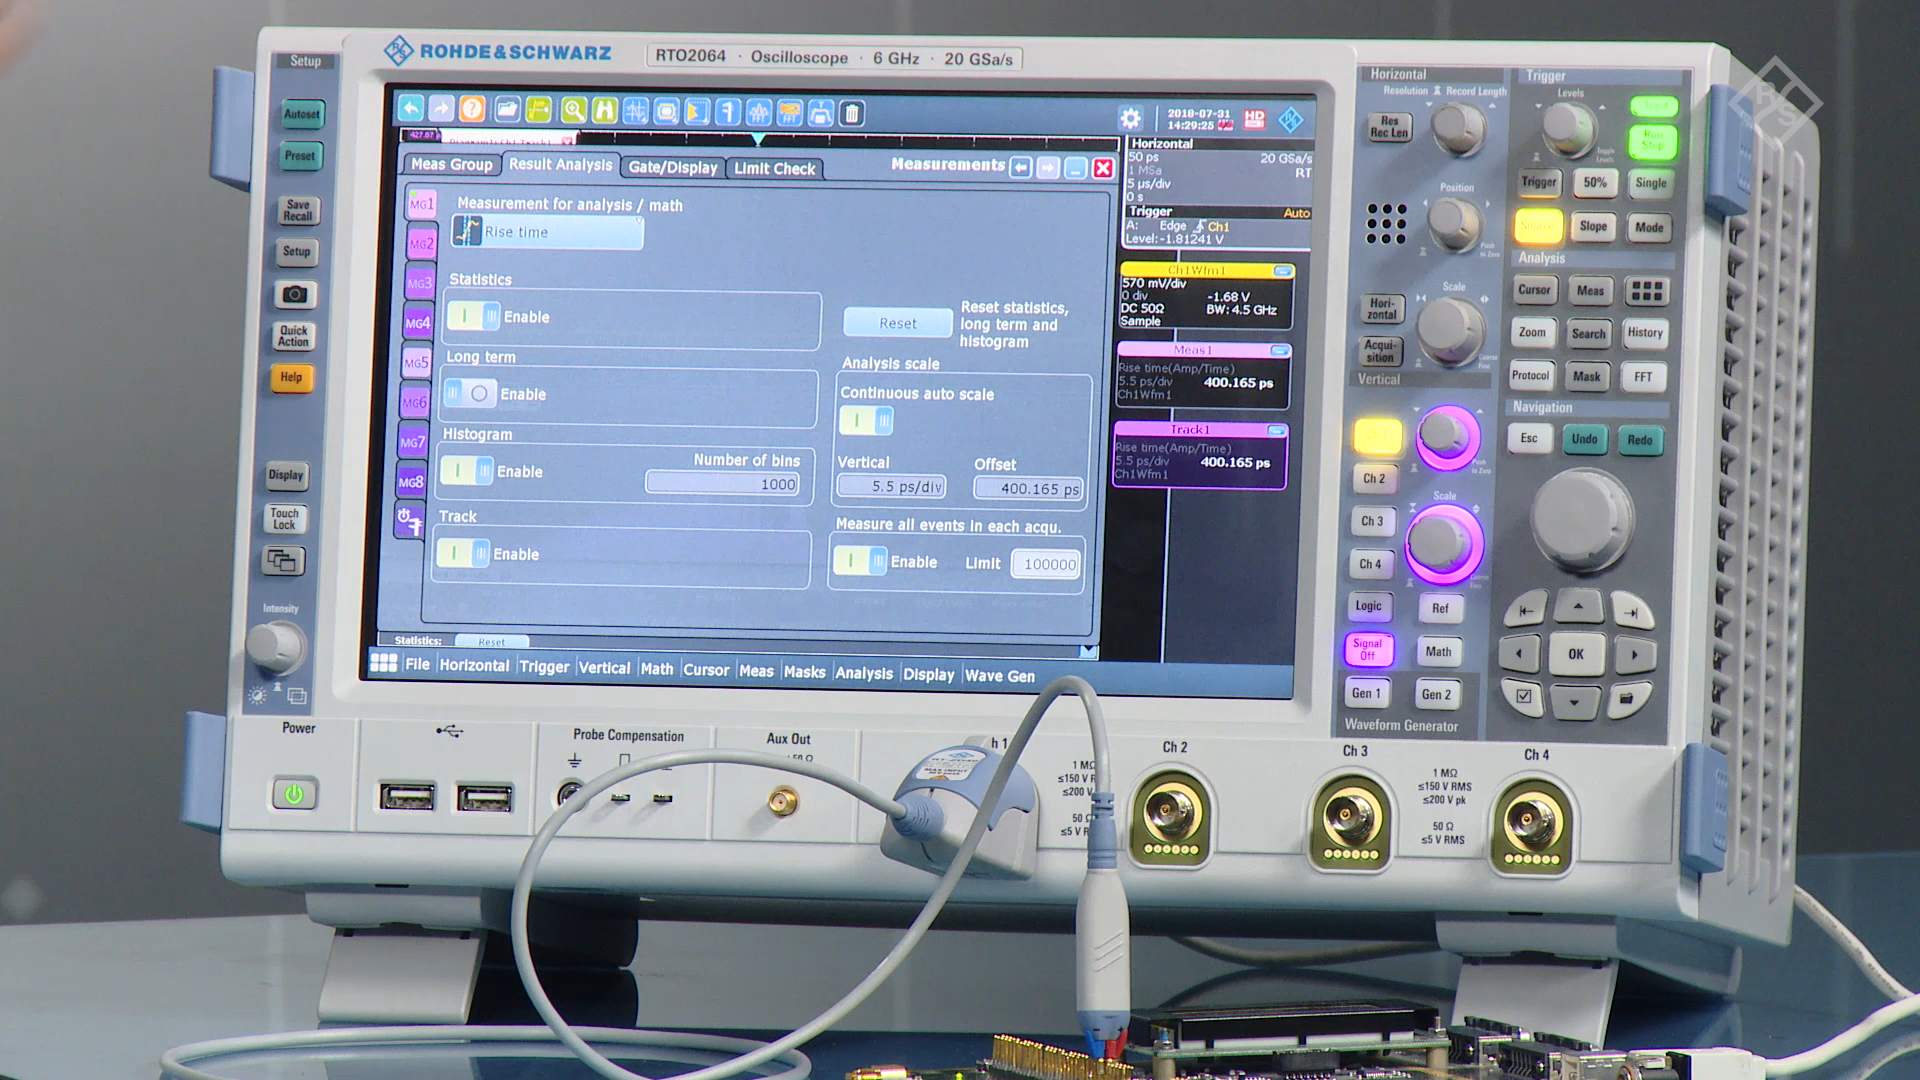 ROHDE&SCHWARZ
RTO2064 · Oscilloscope · 6 GHz · 20 GSa/s
Setup
Autoset
Preset
Save
Recall
Setup
Quick
Action
Help
Display
Touch
Lock
Intensity
2018-07-31
14:29:25
HD
Meas Group
Result Analysis
Gate/Display
Limit Check
Measurements
MG1
MG2
MG3
MG4
MG5
MG6
MG7
MG8
Measurement for analysis / math
Rise time
Statistics
Enable
Reset
Reset statistics,
long term and
histogram
Long term
Enable
Analysis scale
Continuous auto scale
Histogram
Enable
Number of bins
1000
Vertical
5.5 ps/div
Offset
400.165 ps
Track
Enable
Measure all events in each acqu.
Enable
Limit
100000
Statistics:
Reset
File
Horizontal
Trigger
Vertical
Math
Cursor
Meas
Masks
Analysis
Display
Wave Gen
Horizontal
50 ps
20 GSa/s
1 MSa
RT
5 µs/div
0 s
Trigger
Auto
A: Edge Ch1
Level:-1.81241 V
Ch1Wfm1
570 mV/div
0 div
-1.68 V
DC 50Ω
BW: 4.5 GHz
Sample
Meas1
Rise time(Amp/Time)
5.5 ps/div
400.165 ps
Ch1Wfm1
Track1
Rise time(Amp/Time)
5.5 ps/div
400.165 ps
Ch1Wfm1
Horizontal
Resolution
Record Length
Res
Rec Len
Position
Push
to Zero
Scale
Hori-
zontal
Acqui-
sition
Vertical
Ch 2
Ch 3
Ch 4
Scale
Logic
Ref
Signal
Off
Math
Gen 1
Gen 2
Waveform Generator
Trigger
Levels
Run
Stop
Trigger
50%
Single
Source
Slope
Mode
Analysis
Cursor
Meas
Zoom
Search
History
Protocol
Mask
FFT
Navigation
Esc
Undo
Redo
OK
Power
Probe Compensation
Aux Out
h 1
1 MΩ
≤150 V R
≤200 V
50 Ω
≤5 V R
Ch 2
Ch 3
1 MΩ
≤150 V RMS
≤200 V pk
50 Ω
≤5 V RMS
Ch 4